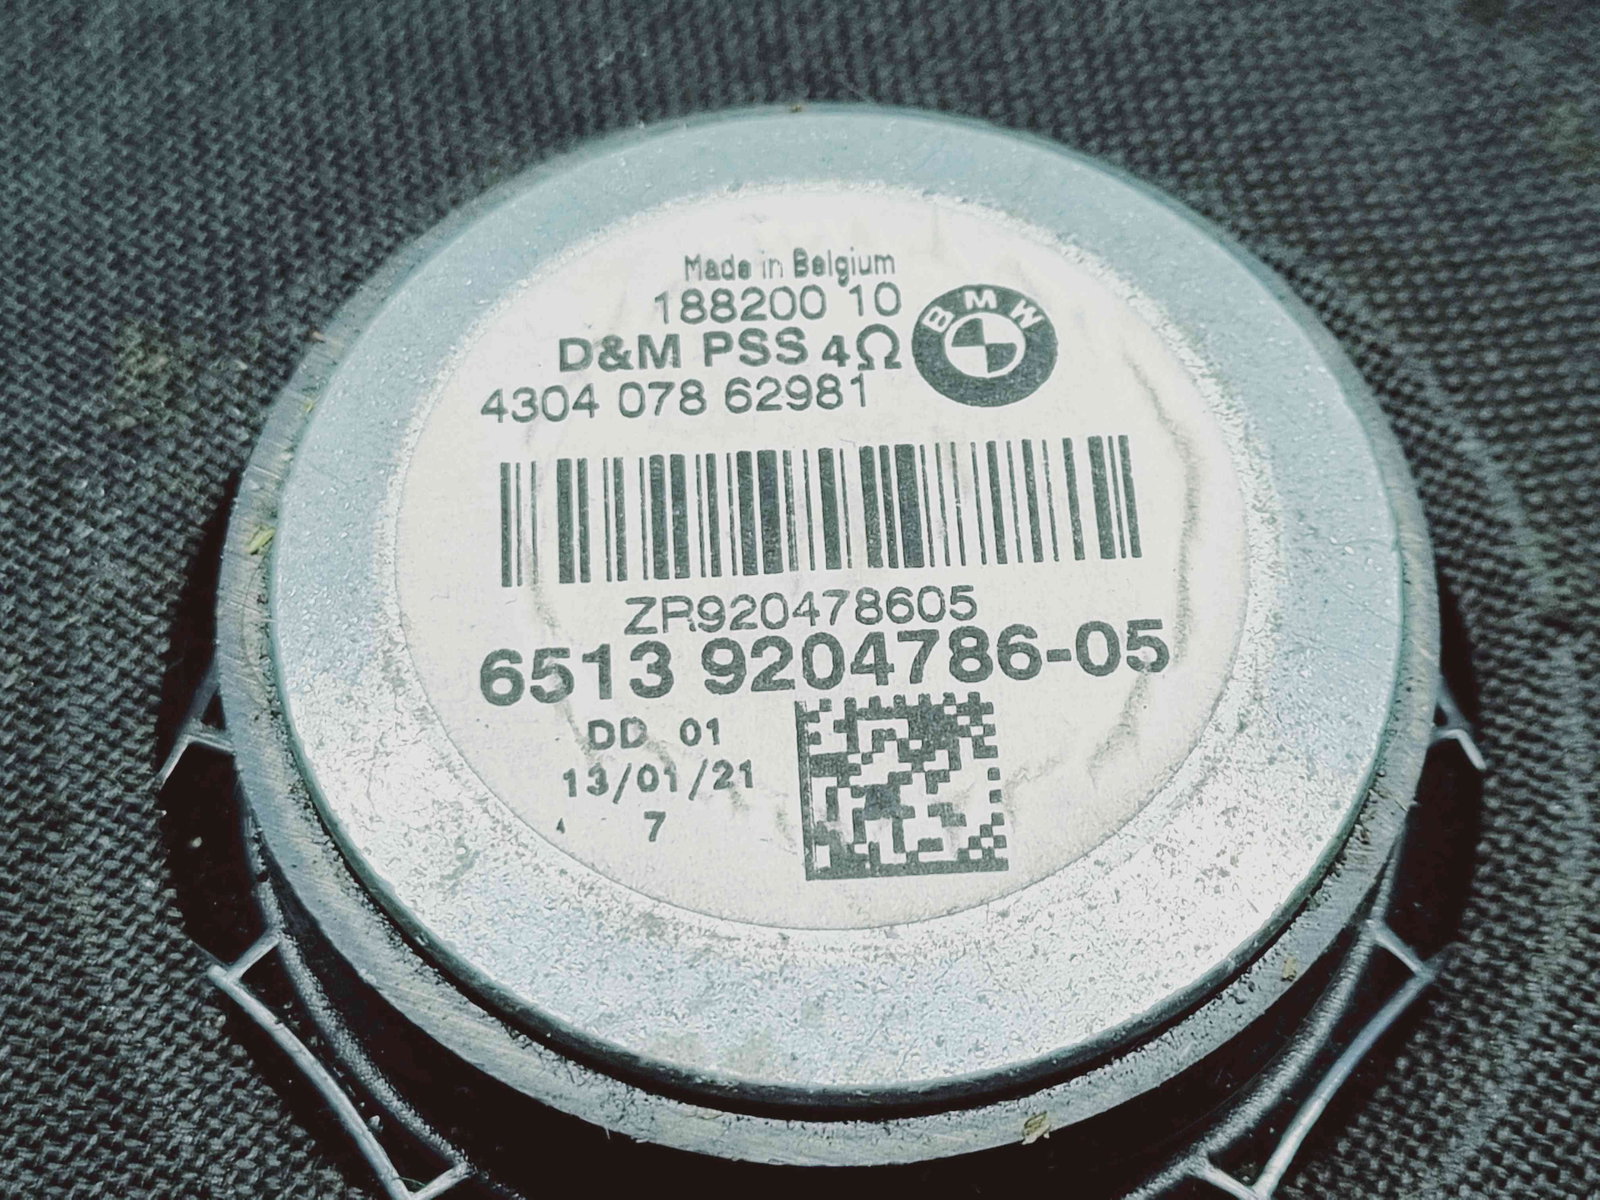 Made in Belgium
188200 10
D&M PSS 4Ω
BMW
4304 078 62981
ZR920478605
6513 9204786-05
DD 01
13/01/21
7